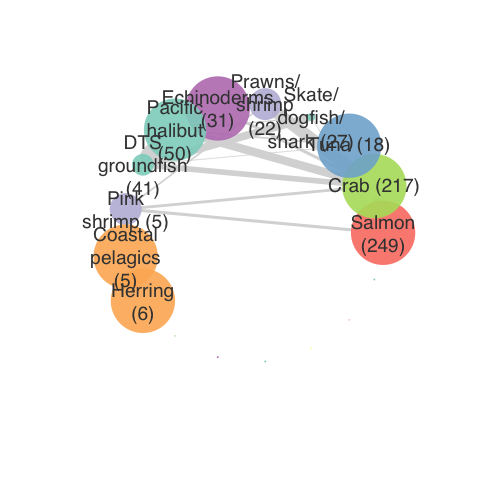 Prawns/
shrimp
(22)
Echinoderms
(31)
Skate/
dogfish/
shark (27)
Pacific
halibut
(50)
Tuna (18)
DTS
groundfish
(41)
Crab (217)
Pink
shrimp (5)
Salmon
(249)
Coastal
pelagics
(5)
Herring
(6)